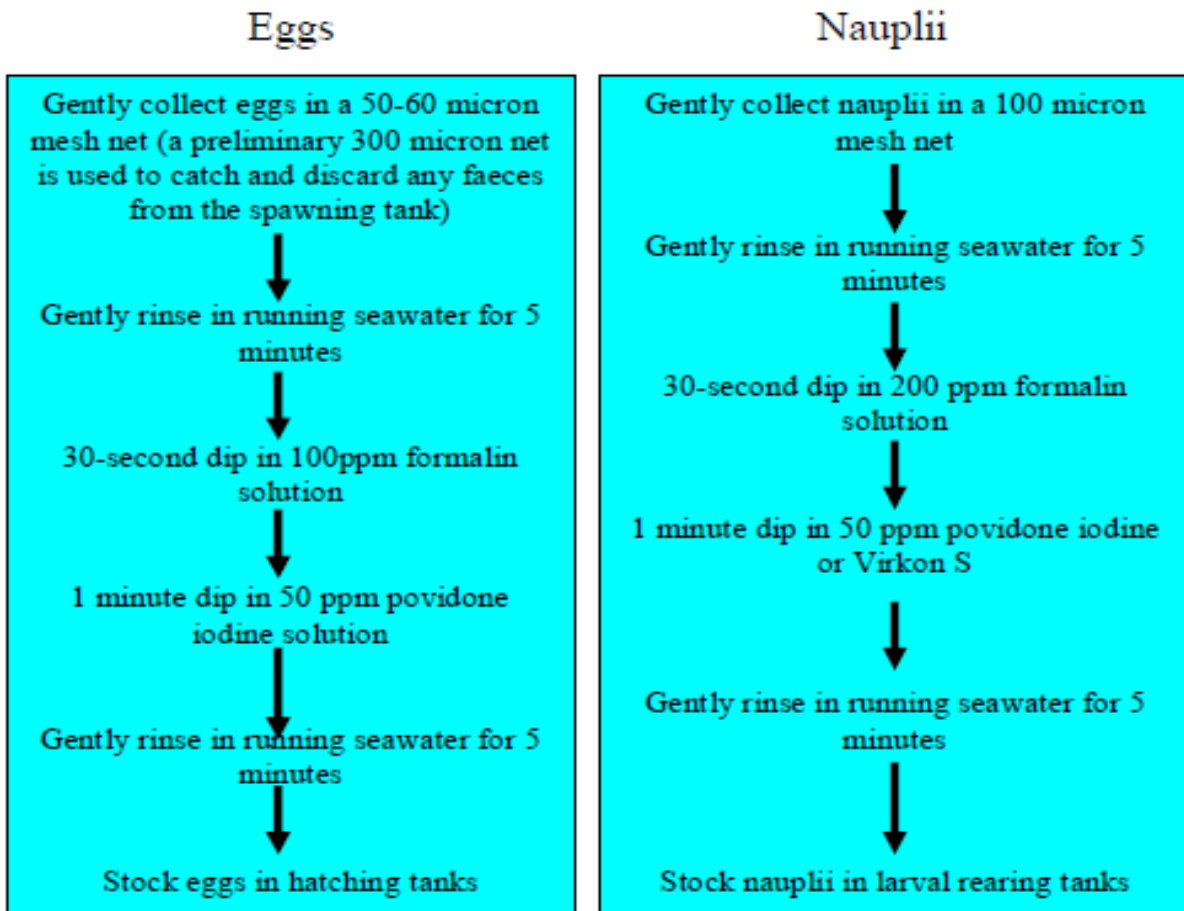 Eggs
Gently collect eggs in a 50-60 micron
mesh net (a preliminary 300 micron net
is used to catch and discard any faeces
from the spawning tank)
Gently rinse in running seawater for 5
minutes
30-second dip in 100ppm formalin
solution
1 minute dip in 50 ppm povidone
iodine solution
Gently rinse in running seawater for 5
minutes
Stock eggs in hatching tanks
Nauplii
Gently collect nauplii in a 100 micron
mesh net
Gently rinse in running seawater for 5
minutes
30-second dip in 200 ppm formalin
solution
1 minute dip in 50 ppm povidone iodine
or Virkon S
Gently rinse in running seawater for 5
minutes
Stock nauplii in larval rearing tanks